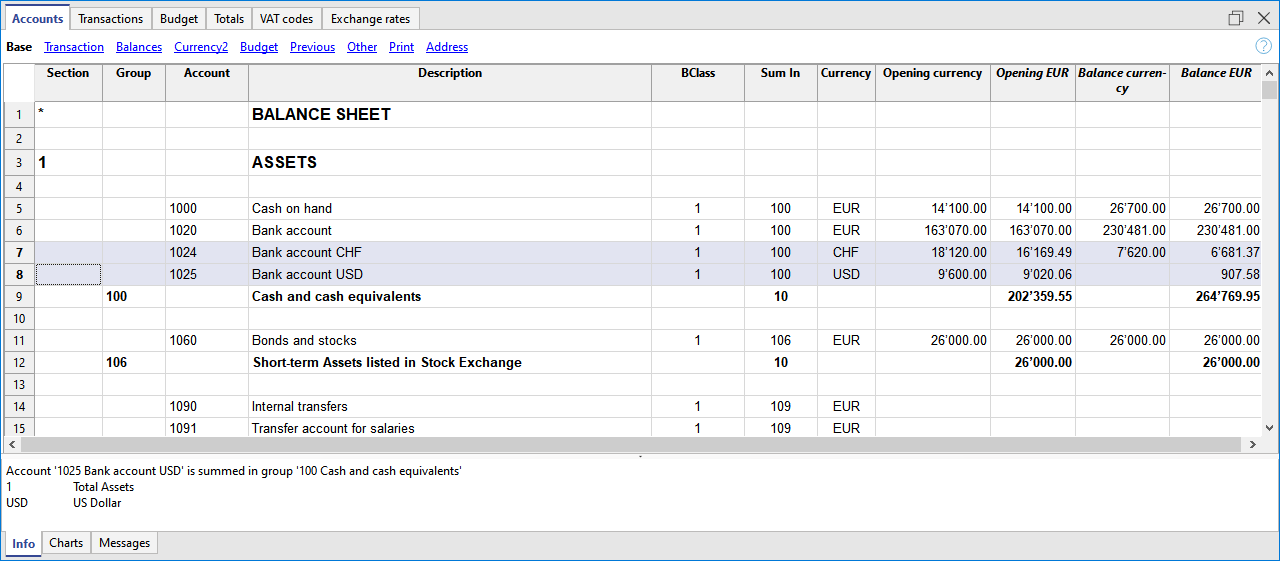 Accounts Transactions Budget Totals VAT codes Exchange rates
Base Transaction Balances Currency2 Budget Previous Other Print Address ?
Section Group Account Description BClass Sum In Currency Opening currency Opening EUR Balance curren- Balance EUR
cy
1 * BALANCE SHEET
2
3 1 ASSETS
4
5 1000 Cash on hand 1 100 EUR 14'100.00 14'100.00 26'700.00 26'700.00
6 1020 Bank account 1 100 EUR 163'070.00 163'070.00 230'481.00 230'481.00
7 1024 Bank account CHF 1 100 CHF 18'120.00 16'169.49 7'620.00 6'681.37
8 1025 Bank account USD 1 100 USD 9'600.00 9'020.06 907.58
9 100 Cash and cash equivalents 10 202'359.55 264'769.95
10
11 1060 Bonds and stocks 1 106 EUR 26'000.00 26'000.00 26'000.00 26'000.00
12 106 Short-term Assets listed in Stock Exchange 10 26'000.00 26'000.00
13
14 1090 Internal transfers 1 109 EUR
15 1091 Transfer account for salaries 1 109 EUR
Account '1025 Bank account USD' is summed in group '100 Cash and cash equivalents'
1 Total Assets
USD US Dollar
Info Charts Messages